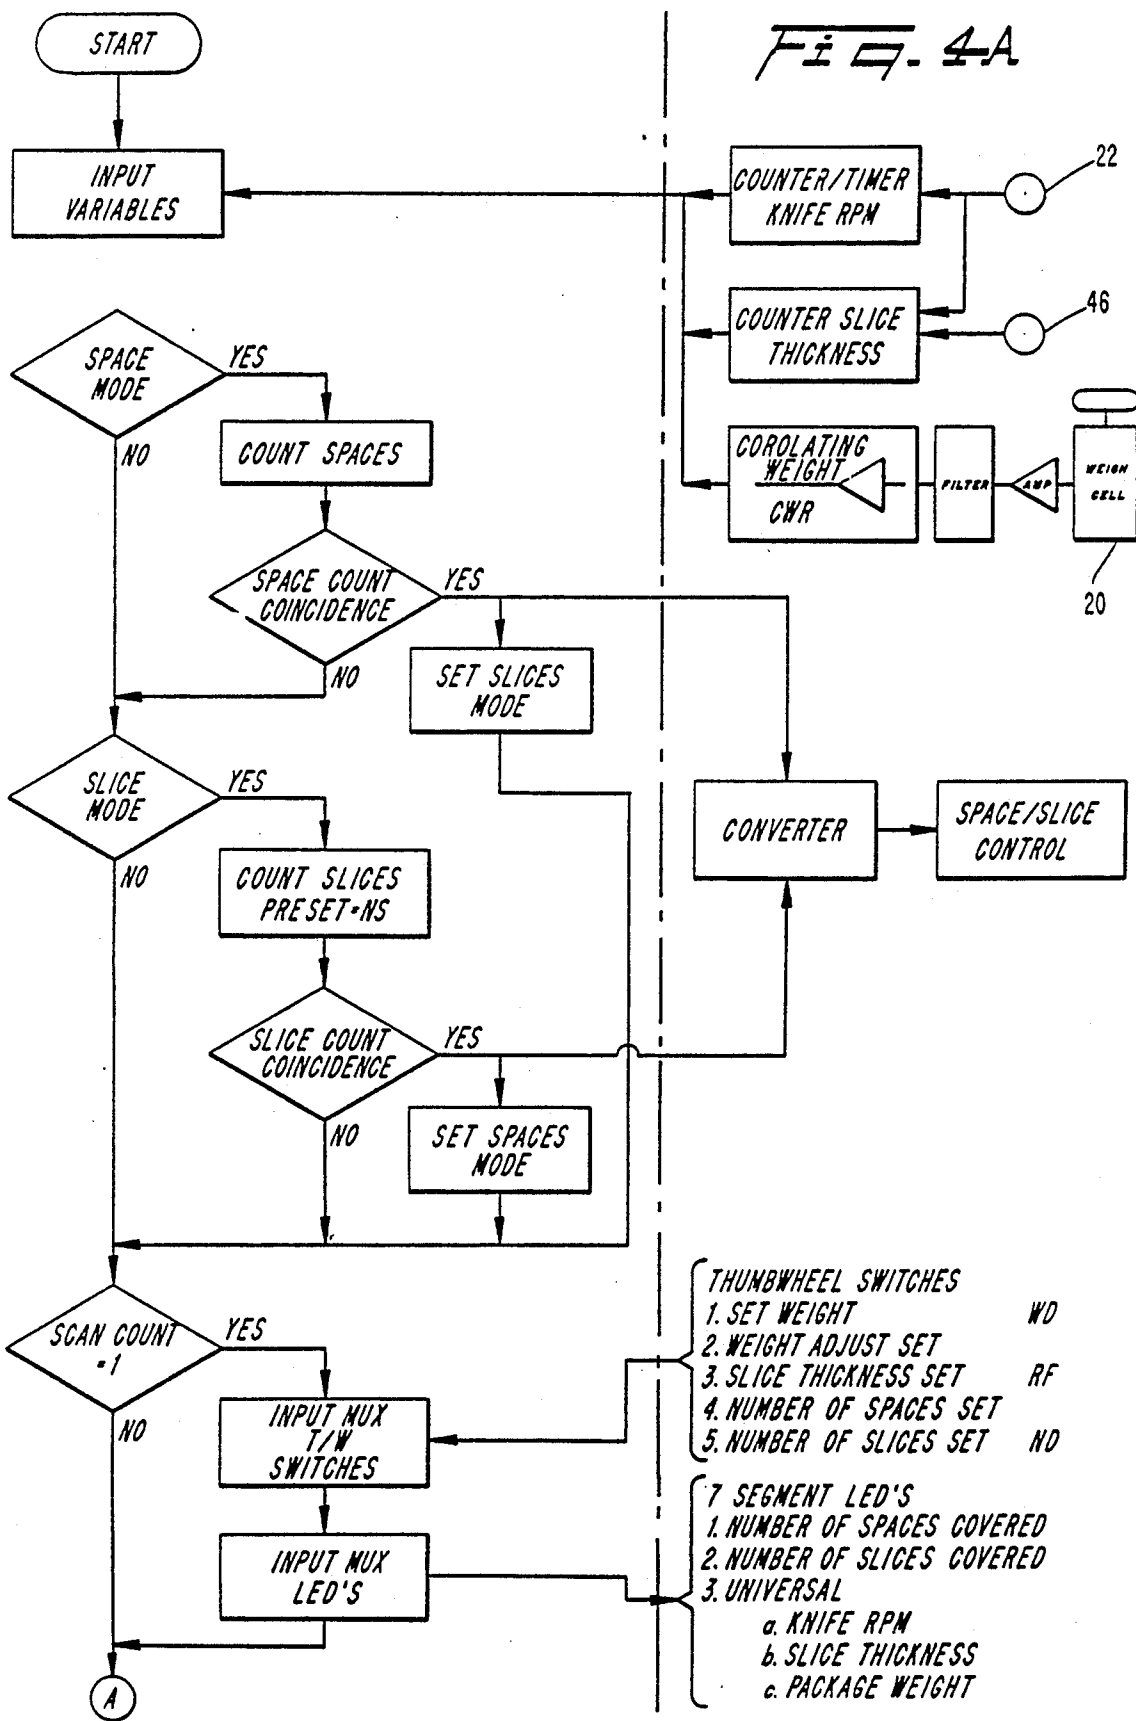 Fig. 4A
START
INPUT
VARIABLES
COUNTER/TIMER
KNIFE RPM
22
COUNTER SLICE
THICKNESS
46
COROLATING
WEIGHT
CWR
FILTER
AMP
WEIGH
CELL
20
SPACE
MODE
YES
NO
COUNT SPACES
SPACE COUNT
COINCIDENCE
YES
NO
SET SLICES
MODE
SLICE
MODE
YES
NO
COUNT SLICES
PRESET=NS
CONVERTER
SPACE/SLICE
CONTROL
SLICE COUNT
COINCIDENCE
YES
NO
SET SPACES
MODE
SCAN COUNT
=1
YES
NO
INPUT MUX
T/W
SWITCHES
THUMBWHEEL SWITCHES
1. SET WEIGHT WD
2. WEIGHT ADJUST SET
3. SLICE THICKNESS SET RF
4. NUMBER OF SPACES SET
5. NUMBER OF SLICES SET ND
INPUT MUX
LED'S
7 SEGMENT LED'S
1. NUMBER OF SPACES COVERED
2. NUMBER OF SLICES COVERED
3. UNIVERSAL
a. KNIFE RPM
b. SLICE THICKNESS
c. PACKAGE WEIGHT
A